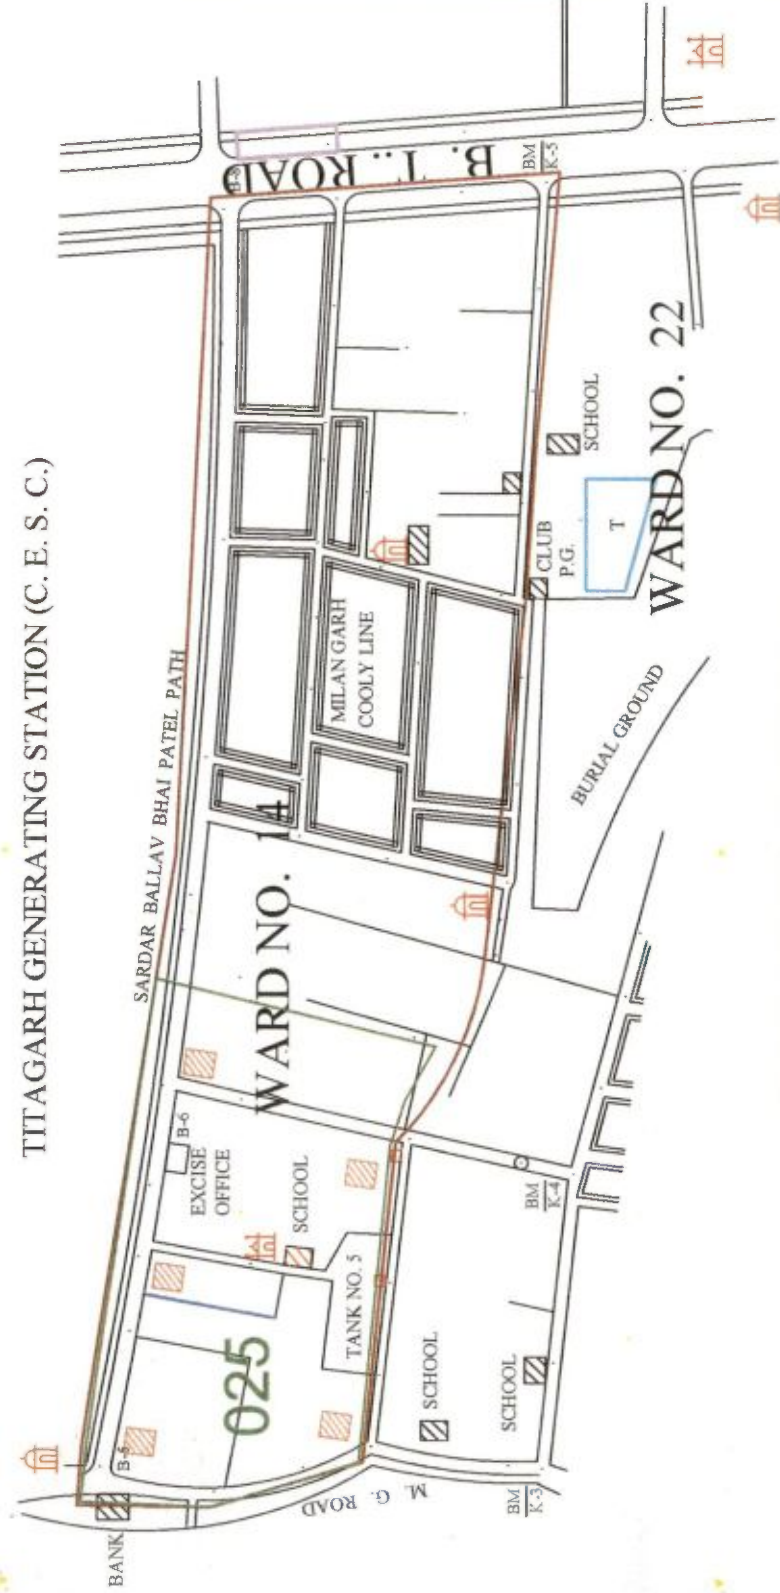 TITAGARH GENERATING STATION (C. E. S. C.)
SARDAR BALLAV BHAI PATEL PATH
B. T.. ROAD
BM
K-5
BANK
B-5
B-6
EXCISE
OFFICE
SCHOOL
WARD NO. 14
MILAN GARH
COOLY LINE
025
TANK NO. 5
M. G. ROAD
SCHOOL
SCHOOL
BM
K-3
BM
K-4
BURIAL GROUND
CLUB
P.G.
T
SCHOOL
WARD NO. 22